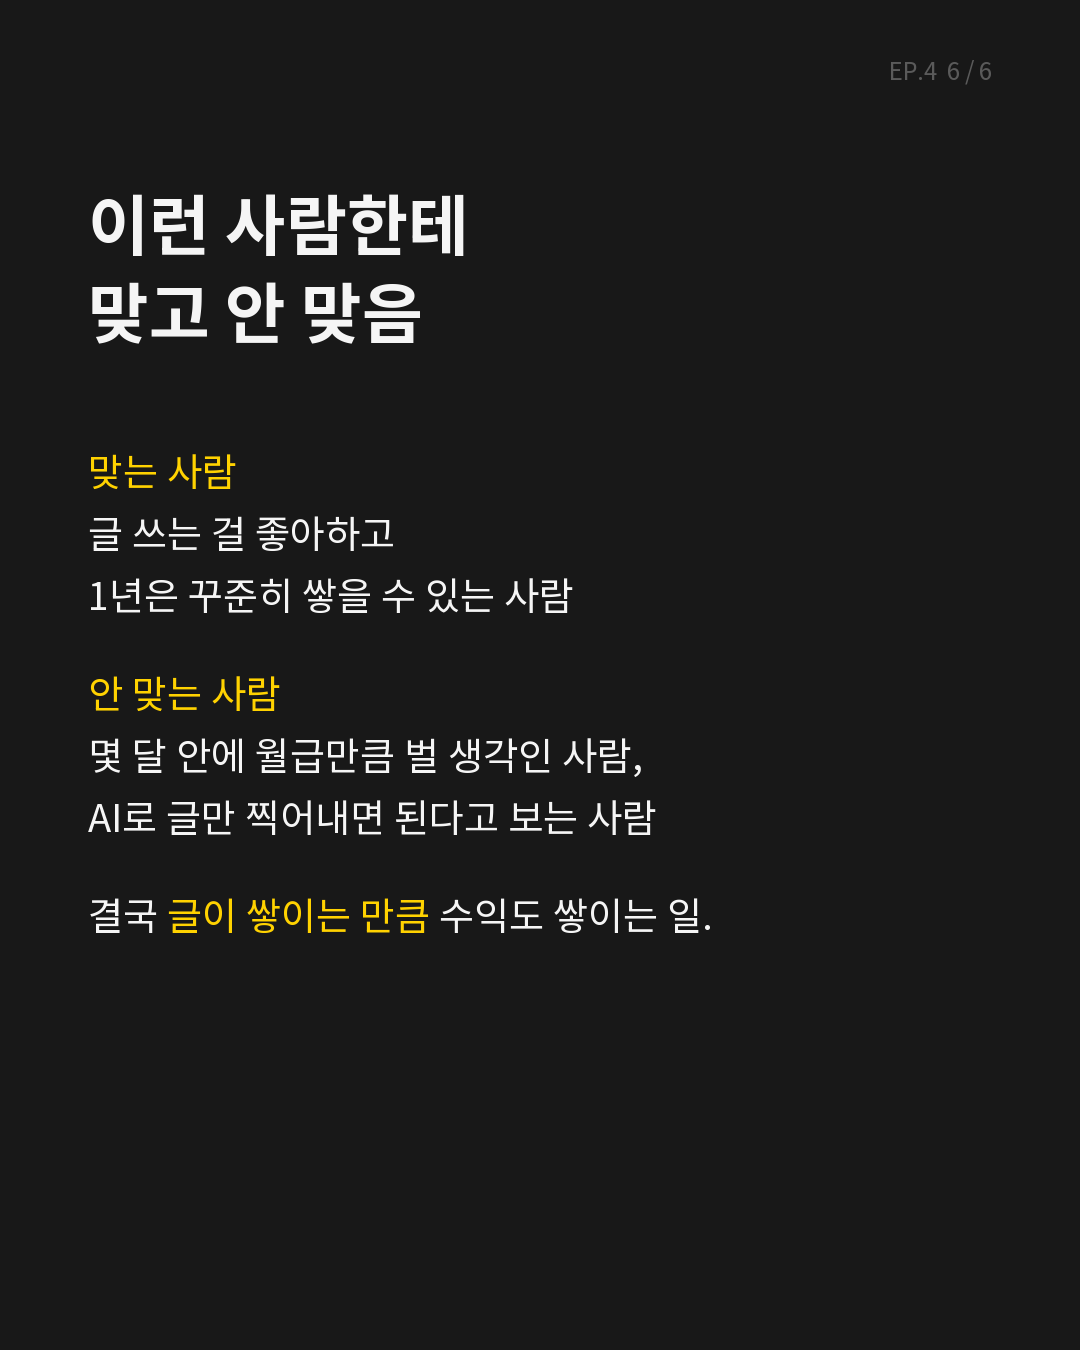 EP.4 6/6
이런 사람한테
맞고 안 맞음
맞는 사람
글 쓰는 걸 좋아하고
1년은 꾸준히 쌓을 수 있는 사람
안 맞는 사람
몇 달 안에 월급만큼 벌 생각인 사람,
AI로 글만 찍어내면 된다고 보는 사람
결국 글이 쌓이는 만큼 수익도 쌓이는 일.